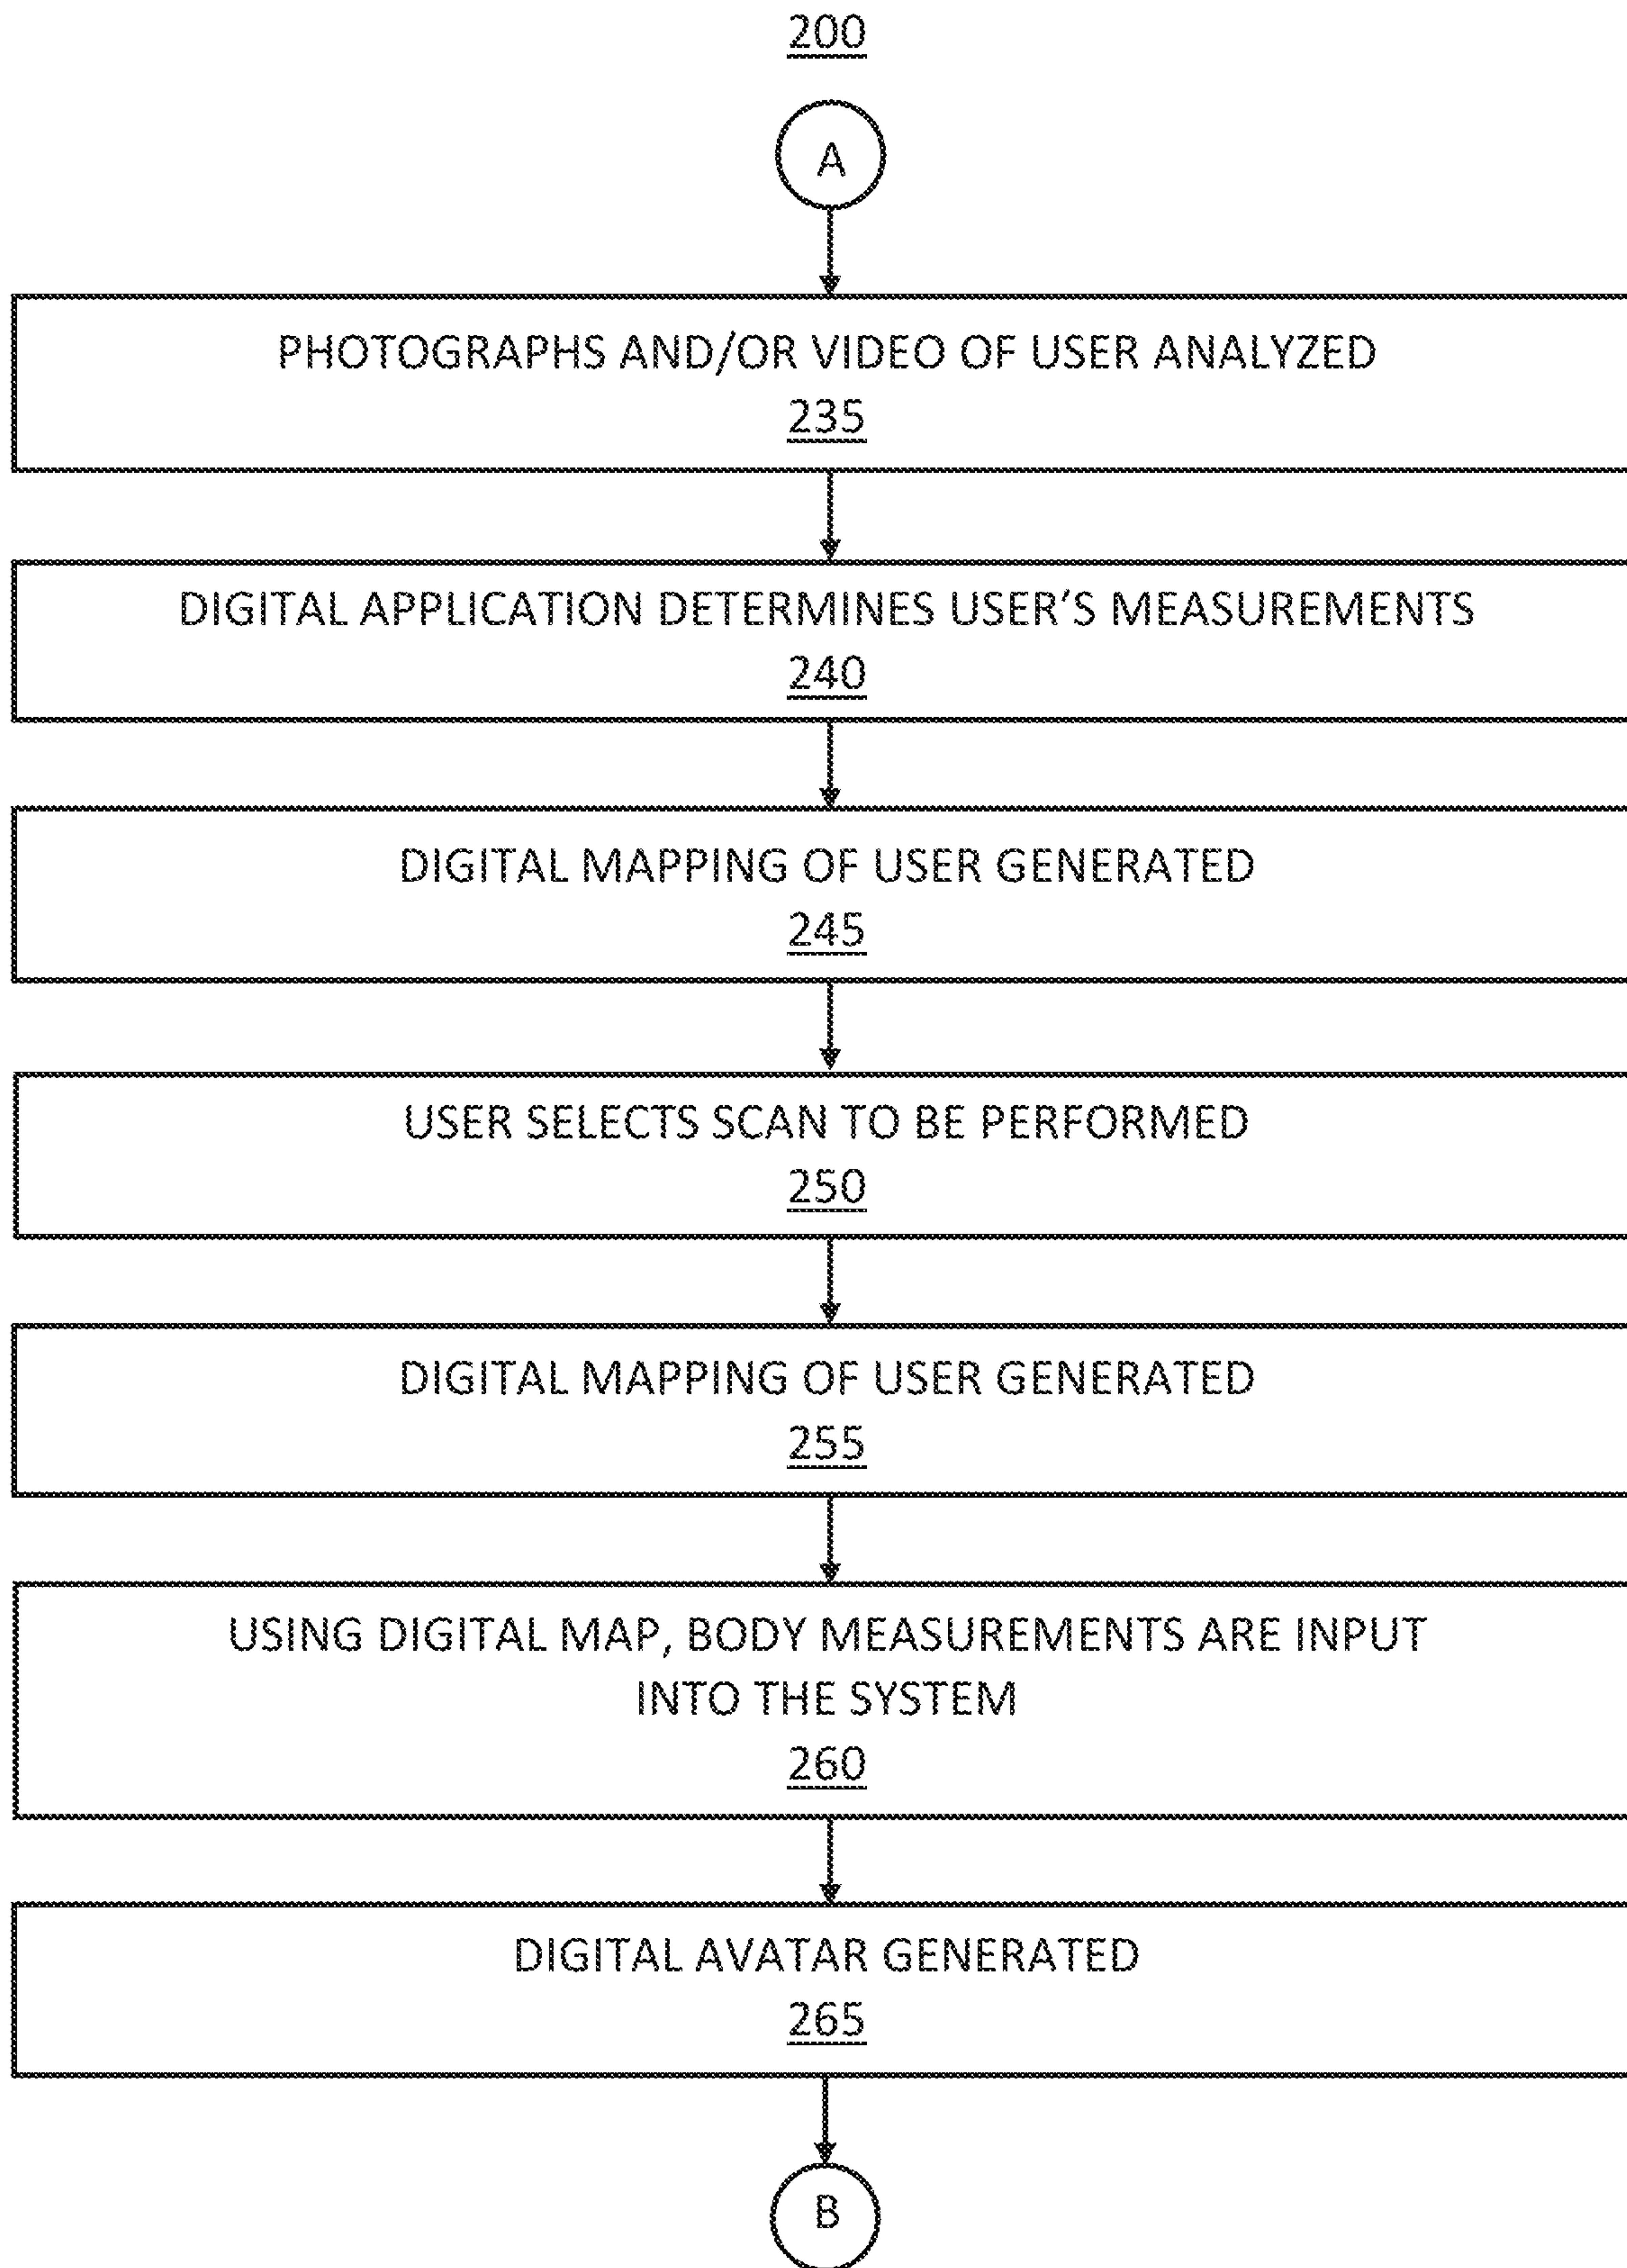 200
A
PHOTOGRAPHS AND/OR VIDEO OF USER ANALYZED
235
DIGITAL APPLICATION DETERMINES USER'S MEASUREMENTS
240
DIGITAL MAPPING OF USER GENERATED
245
USER SELECTS SCAN TO BE PERFORMED
250
DIGITAL MAPPING OF USER GENERATED
255
USING DIGITAL MAP, BODY MEASUREMENTS ARE INPUT
INTO THE SYSTEM
260
DIGITAL AVATAR GENERATED
265
B